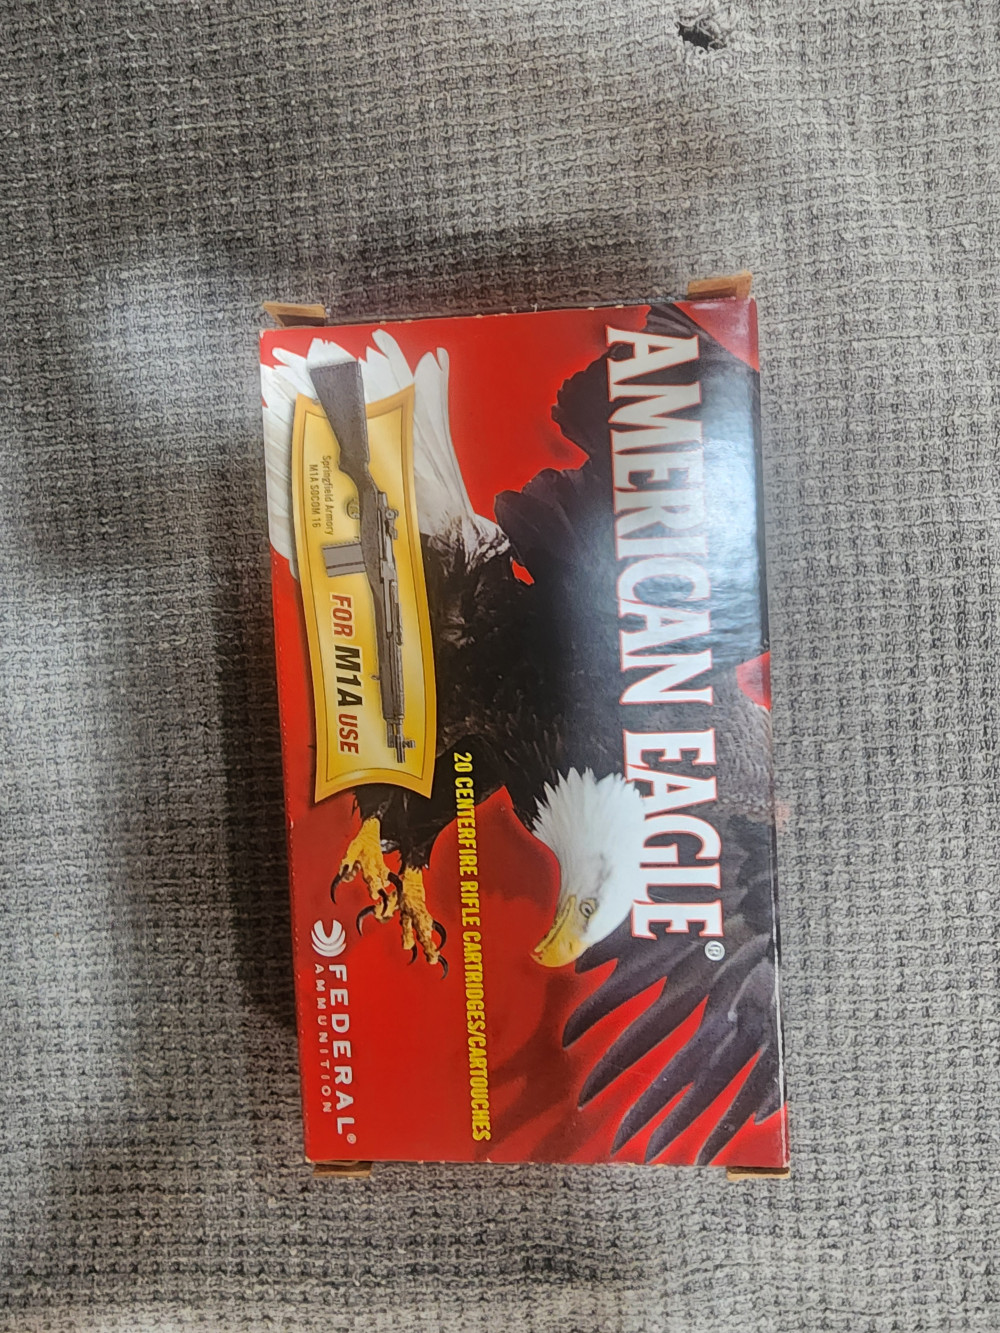 AMERICAN EAGLE®
20 CENTERFIRE RIFLE CARTRIDGES/CARTOUCHES
Springfield Armory
M1A SOCOM 16
FOR M1A USE
FEDERAL®
AMMUNITION